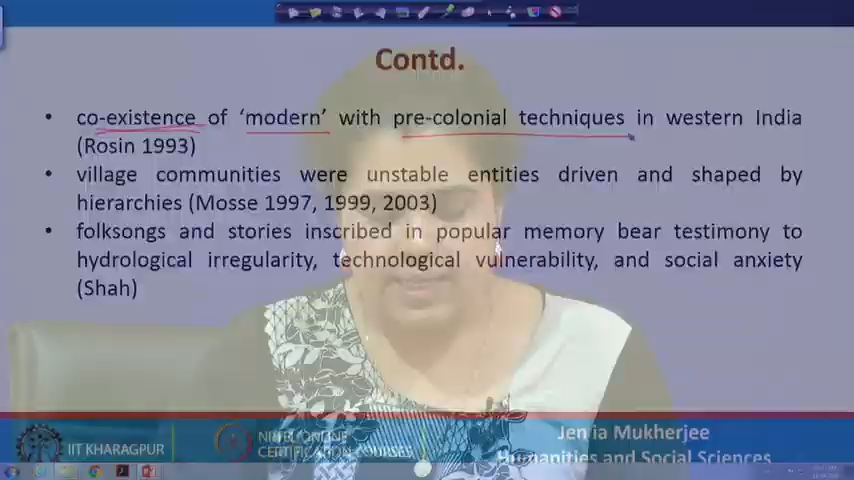 Contd.
• co-existence of ‘modern’ with pre-colonial techniques in western India
(Rosin 1993)
• village communities were unstable entities driven and shaped by
hierarchies (Mosse 1997, 1999, 2003)
• folksongs and stories inscribed in popular memory bear testimony to
hydrological irregularity, technological vulnerability, and social anxiety
(Shah)
IIT KHARAGPUR
NPTEL ONLINE
CERTIFICATION COURSES
Jenia Mukherjee
Humanities and Social Sciences